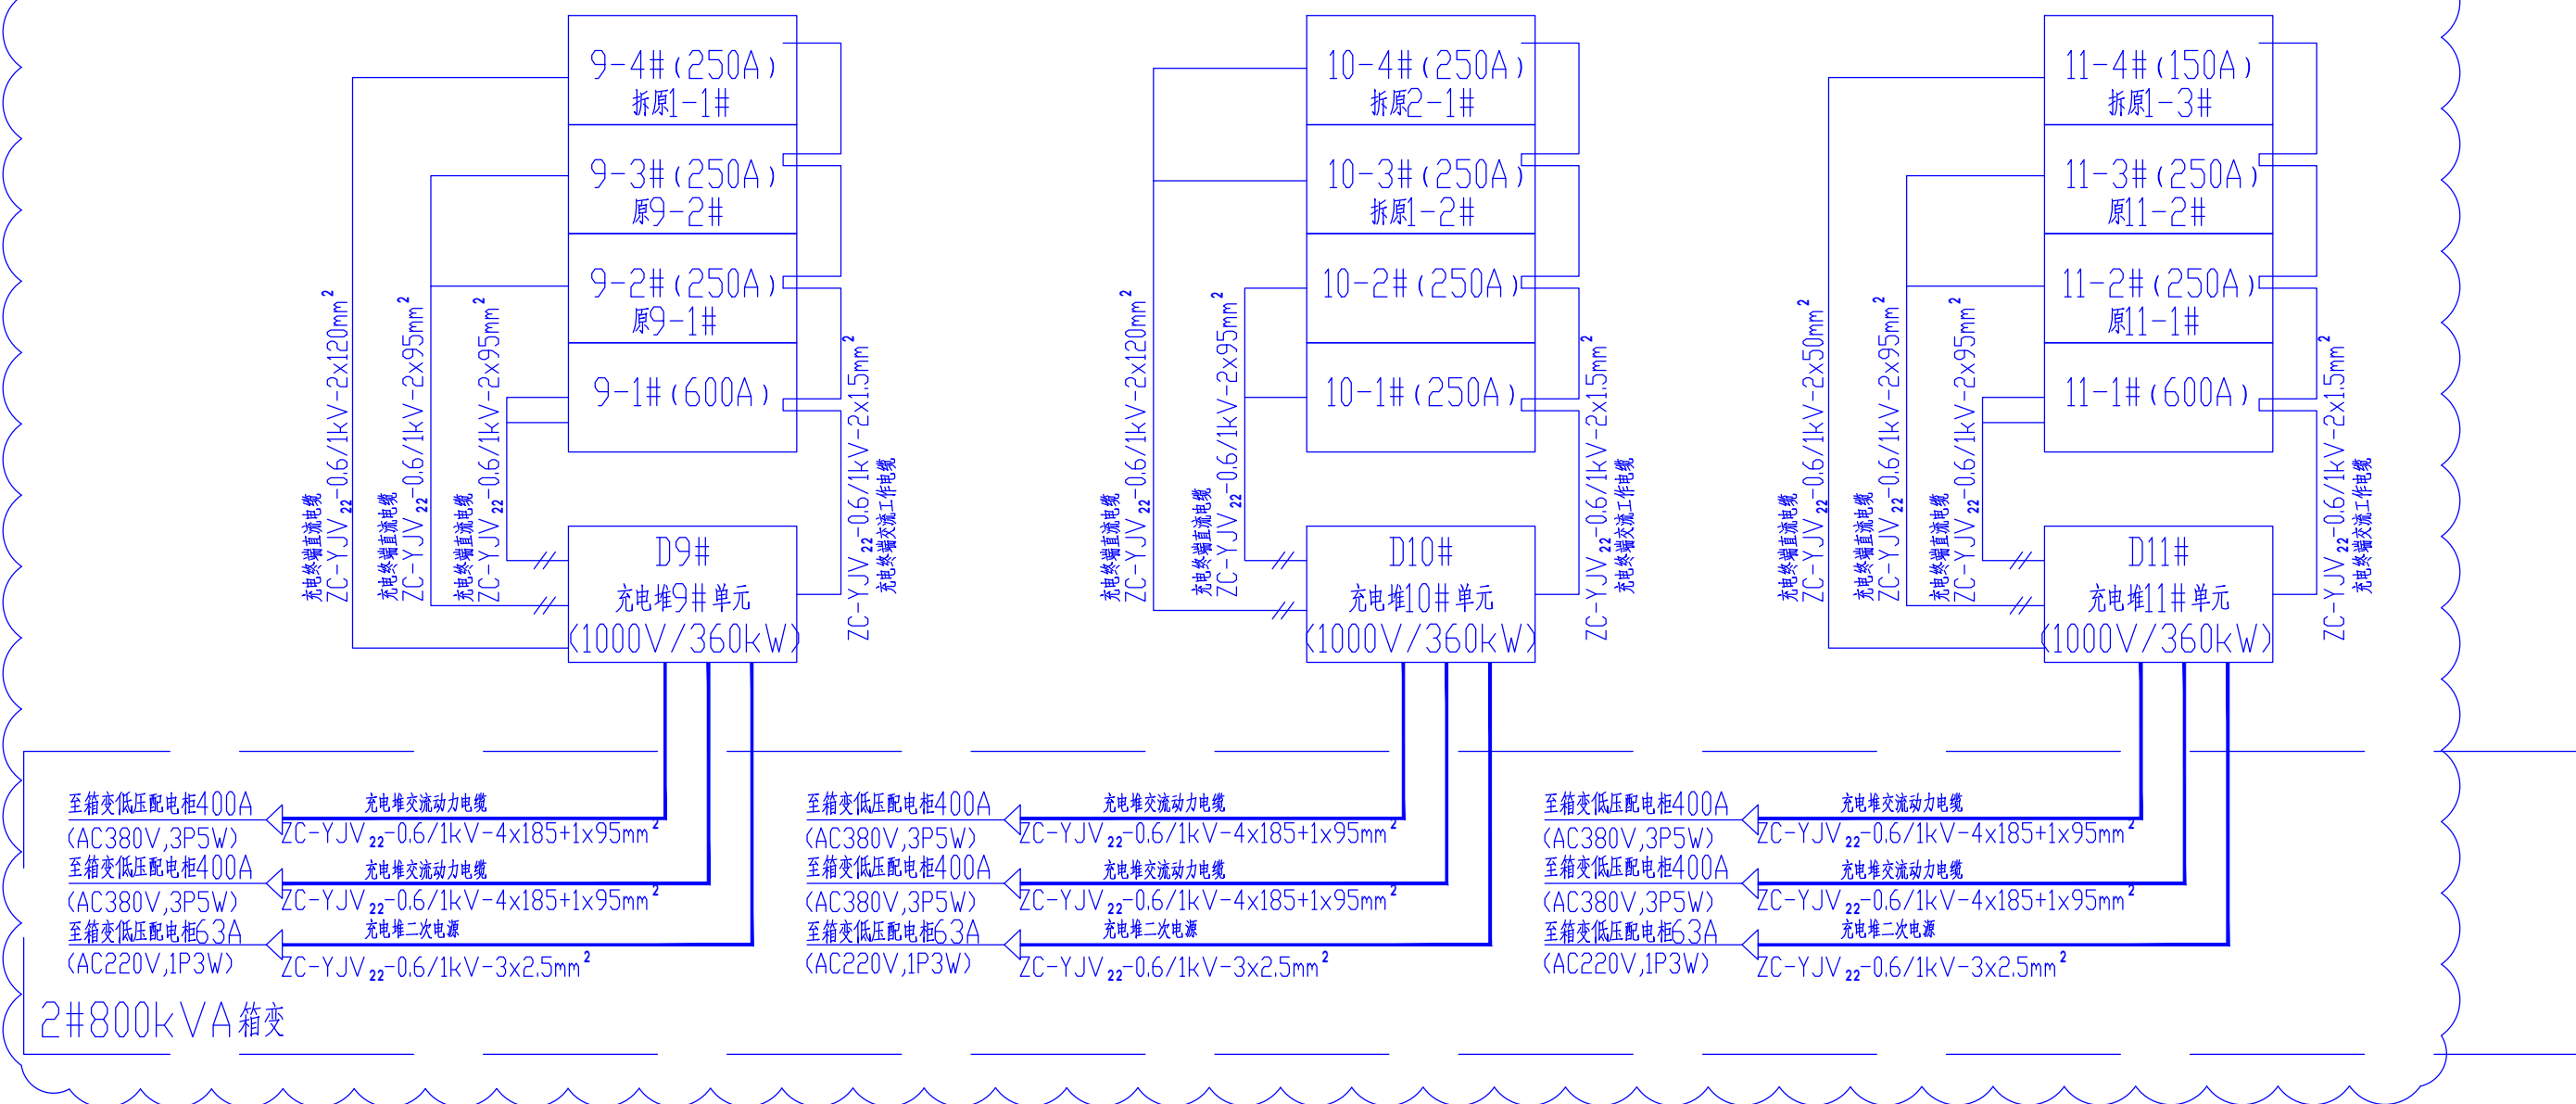 9-4#(250A)
拆原1-1#
9-3#(250A)
原9-2#
9-2#(250A)
原9-1#
9-1#(600A)
充电终端直流电缆
ZC-YJV22-0.6/1kV-2x120mm²
充电终端直流电缆
ZC-YJV22-0.6/1kV-2x95mm²
充电终端直流电缆
ZC-YJV22-0.6/1kV-2x95mm²
ZC-YJV22-0.6/1kV-2x1.5mm²
充电终端交流工作电缆
D9#
充电堆9#单元
(1000V/360kW)
10-4#(250A)
拆原2-1#
10-3#(250A)
拆原1-2#
10-2#(250A)
10-1#(250A)
充电终端直流电缆
ZC-YJV22-0.6/1kV-2x120mm²
充电终端直流电缆
ZC-YJV22-0.6/1kV-2x95mm²
ZC-YJV22-0.6/1kV-2x1.5mm²
充电终端交流工作电缆
D10#
充电堆10#单元
(1000V/360kW)
11-4#(150A)
拆原1-3#
11-3#(250A)
原11-2#
11-2#(250A)
原11-1#
11-1#(600A)
充电终端直流电缆
ZC-YJV22-0.6/1kV-2x50mm²
充电终端直流电缆
ZC-YJV22-0.6/1kV-2x95mm²
充电终端直流电缆
ZC-YJV22-0.6/1kV-2x95mm²
ZC-YJV22-0.6/1kV-2x1.5mm²
充电终端交流工作电缆
D11#
充电堆11#单元
(1000V/360kW)
至箱变低压配电柜400A
充电堆交流动力电缆
(AC380V,3P5W)
ZC-YJV22-0.6/1kV-4x185+1x95mm²
至箱变低压配电柜400A
充电堆交流动力电缆
(AC380V,3P5W)
ZC-YJV22-0.6/1kV-4x185+1x95mm²
至箱变低压配电柜63A
充电堆二次电源
(AC220V,1P3W)
ZC-YJV22-0.6/1kV-3x2.5mm²
至箱变低压配电柜400A
充电堆交流动力电缆
(AC380V,3P5W)
ZC-YJV22-0.6/1kV-4x185+1x95mm²
至箱变低压配电柜400A
充电堆交流动力电缆
(AC380V,3P5W)
ZC-YJV22-0.6/1kV-4x185+1x95mm²
至箱变低压配电柜63A
充电堆二次电源
(AC220V,1P3W)
ZC-YJV22-0.6/1kV-3x2.5mm²
至箱变低压配电柜400A
充电堆交流动力电缆
(AC380V,3P5W)
ZC-YJV22-0.6/1kV-4x185+1x95mm²
至箱变低压配电柜400A
充电堆交流动力电缆
(AC380V,3P5W)
ZC-YJV22-0.6/1kV-4x185+1x95mm²
至箱变低压配电柜63A
充电堆二次电源
(AC220V,1P3W)
ZC-YJV22-0.6/1kV-3x2.5mm²
2#800kVA箱变